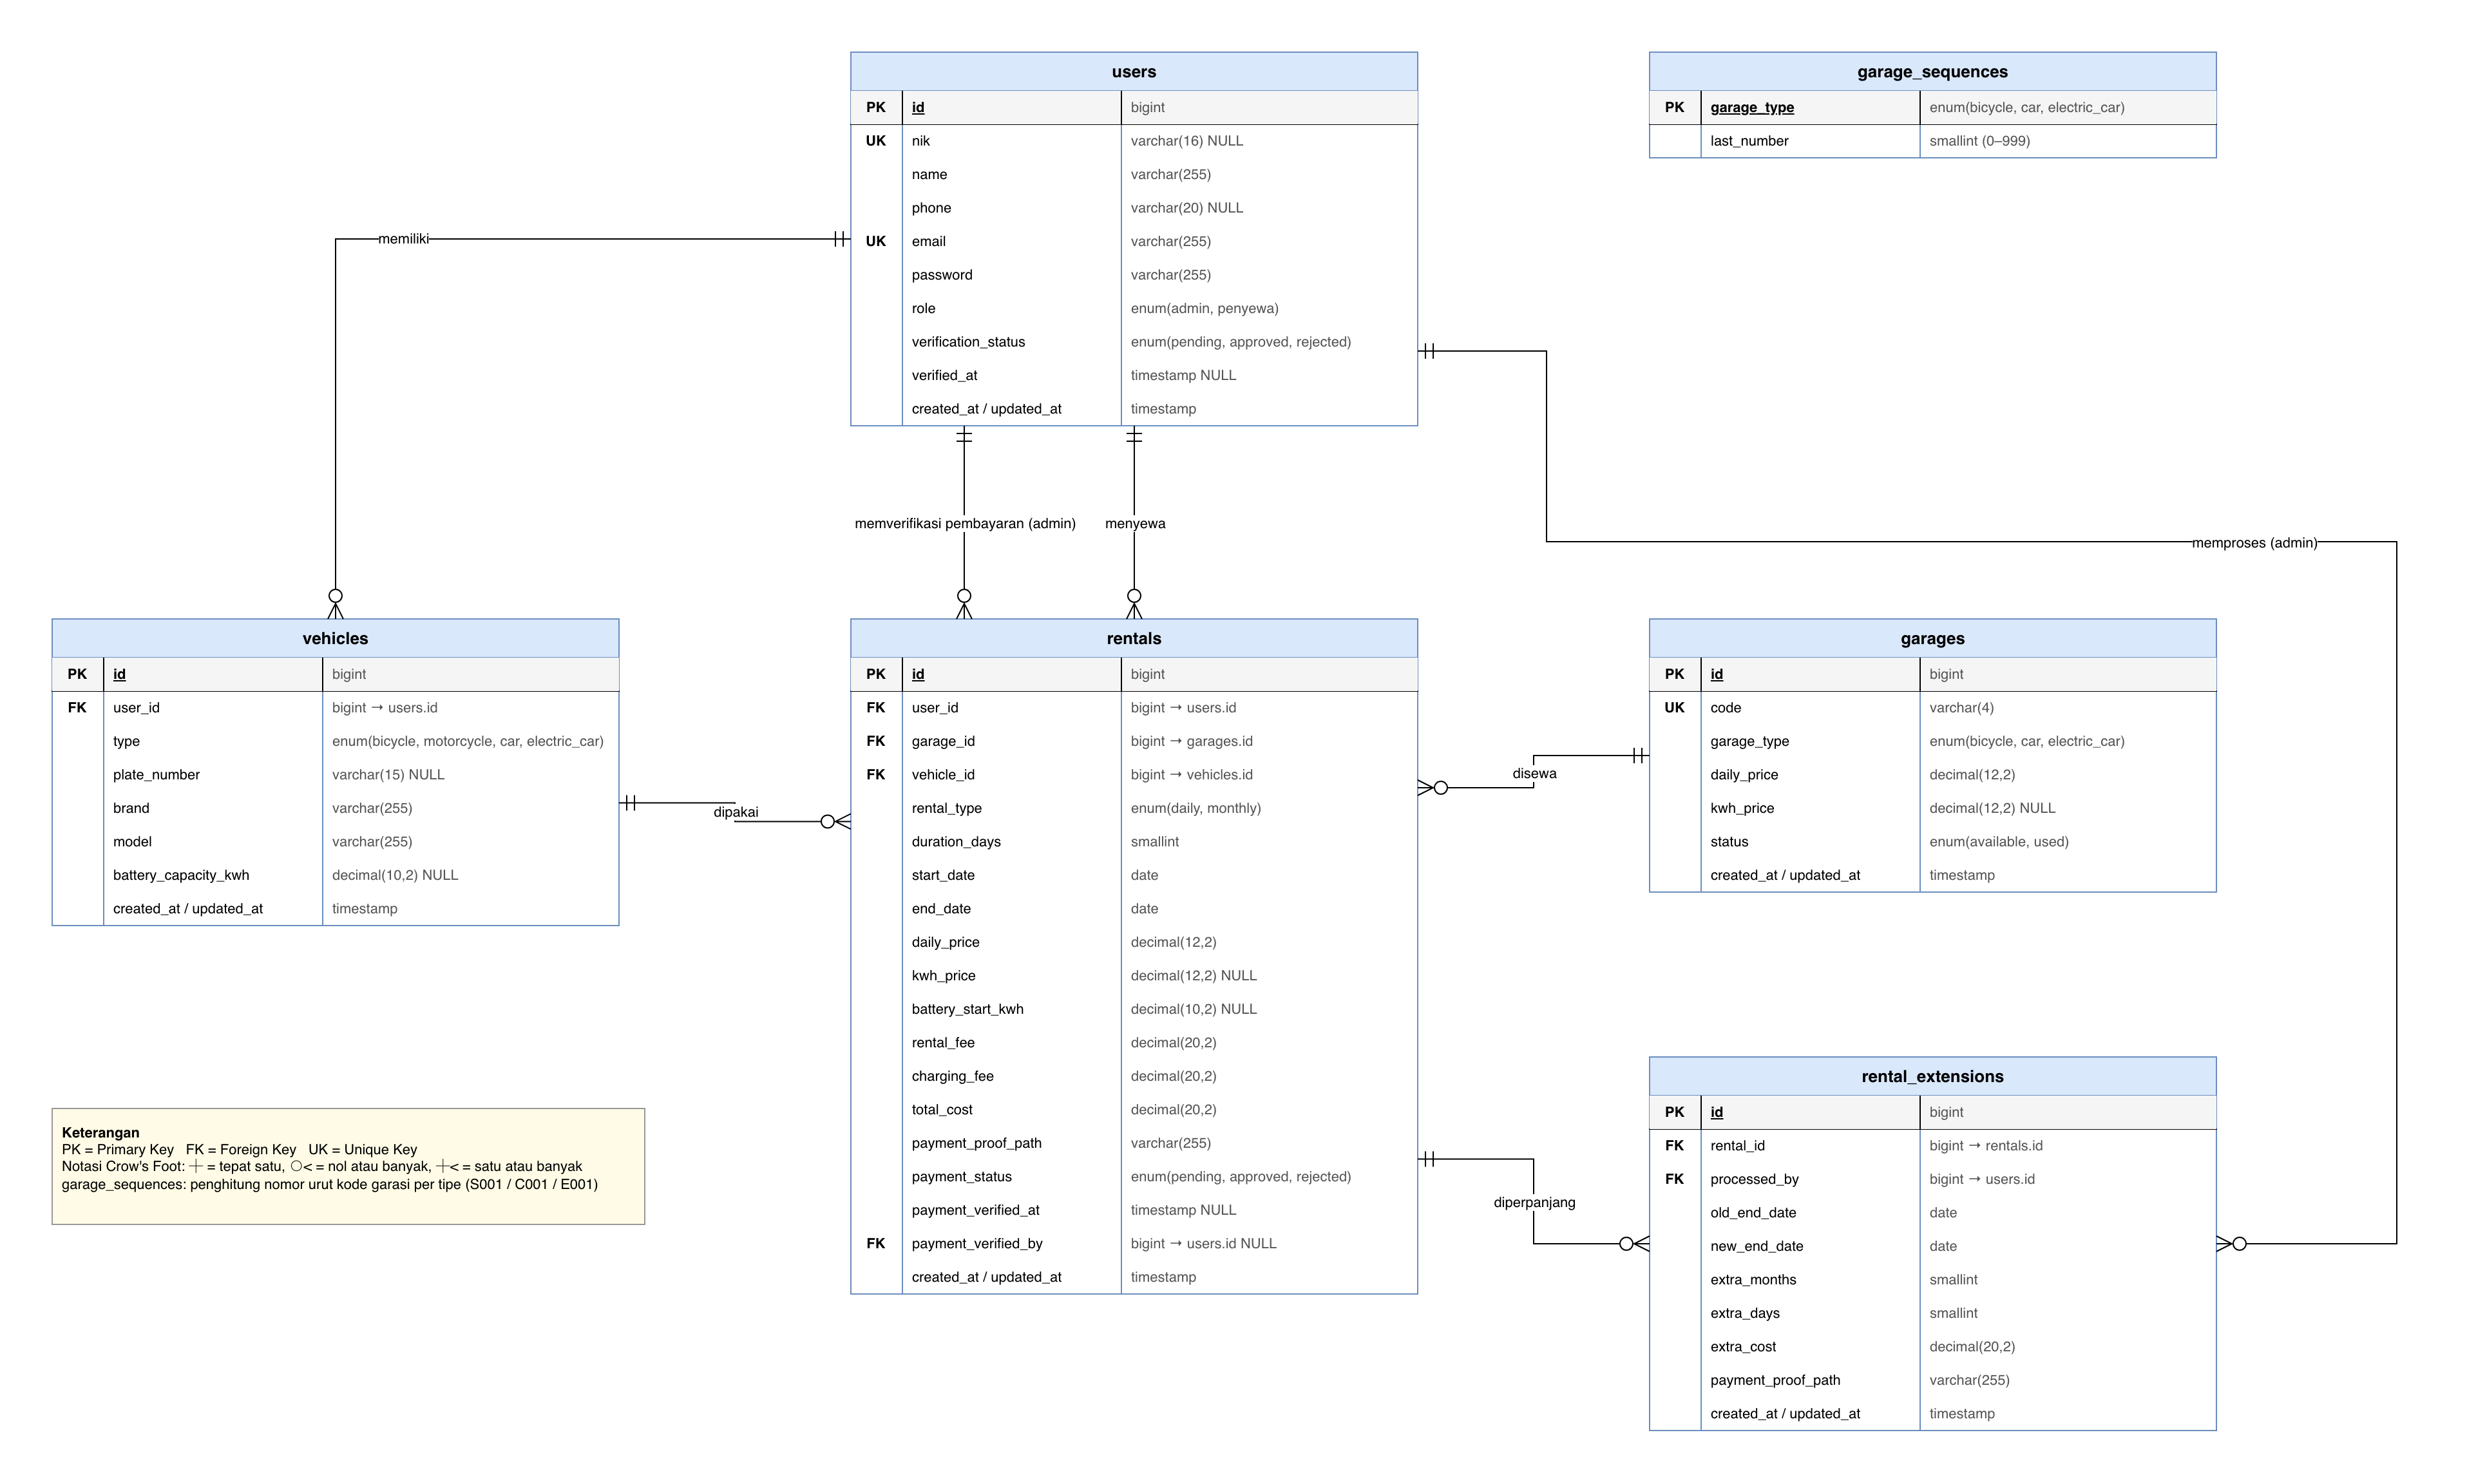 users
PK id bigint
UK nik varchar(16) NULL
name varchar(255)
phone varchar(20) NULL
UK email varchar(255)
password varchar(255)
role enum(admin, penyewa)
verification_status enum(pending, approved, rejected)
verified_at timestamp NULL
created_at / updated_at timestamp
garage_sequences
PK garage_type enum(bicycle, car, electric_car)
last_number smallint (0–999)
memiliki
memverifikasi pembayaran (admin)
menyewa
memproses (admin)
vehicles
PK id bigint
FK user_id bigint → users.id
type enum(bicycle, motorcycle, car, electric_car)
plate_number varchar(15) NULL
brand varchar(255)
model varchar(255)
battery_capacity_kwh decimal(10,2) NULL
created_at / updated_at timestamp
dipakai
rentals
PK id bigint
FK user_id bigint → users.id
FK garage_id bigint → garages.id
FK vehicle_id bigint → vehicles.id
rental_type enum(daily, monthly)
duration_days smallint
start_date date
end_date date
daily_price decimal(12,2)
kwh_price decimal(12,2) NULL
battery_start_kwh decimal(10,2) NULL
rental_fee decimal(20,2)
charging_fee decimal(20,2)
total_cost decimal(20,2)
payment_proof_path varchar(255)
payment_status enum(pending, approved, rejected)
payment_verified_at timestamp NULL
FK payment_verified_by bigint → users.id NULL
created_at / updated_at timestamp
disewa
garages
PK id bigint
UK code varchar(4)
garage_type enum(bicycle, car, electric_car)
daily_price decimal(12,2)
kwh_price decimal(12,2) NULL
status enum(available, used)
created_at / updated_at timestamp
diperpanjang
rental_extensions
PK id bigint
FK rental_id bigint → rentals.id
FK processed_by bigint → users.id
old_end_date date
new_end_date date
extra_months smallint
extra_days smallint
extra_cost decimal(20,2)
payment_proof_path varchar(255)
created_at / updated_at timestamp
Keterangan
PK = Primary Key FK = Foreign Key UK = Unique Key
Notasi Crow's Foot: ┼ = tepat satu, ○< = nol atau banyak, ┼< = satu atau banyak
garage_sequences: penghitung nomor urut kode garasi per tipe (S001 / C001 / E001)